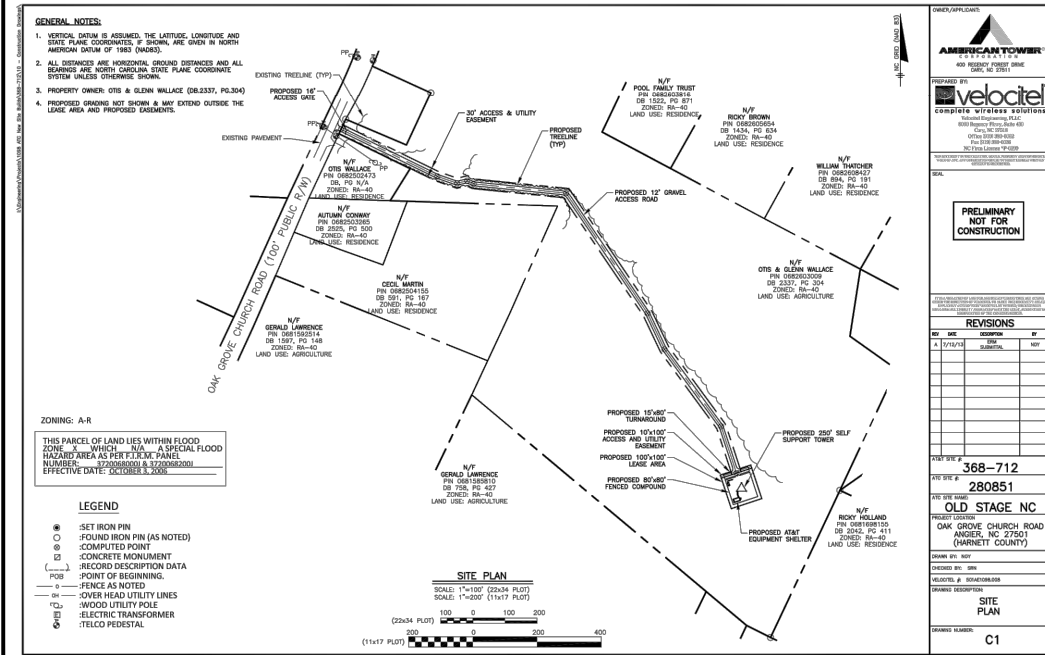 GENERAL NOTES:
1. VERTICAL DATUM IS ASSUMED. THE LATITUDE, LONGITUDE AND
STATE PLANE COORDINATES, IF SHOWN, ARE GIVEN IN NORTH
AMERICAN DATUM OF 1983 (NAD83).
2. ALL DISTANCES ARE HORIZONTAL GROUND DISTANCES AND ALL
BEARINGS ARE NORTH CAROLINA STATE PLANE COORDINATE
SYSTEM UNLESS OTHERWISE SHOWN.
3. PROPERTY OWNER: OTIS & GLENN WALLACE (DB.2337, PG.304)
4. PROPOSED GRADING NOT SHOWN & MAY EXTEND OUTSIDE THE
LEASE AREA AND PROPOSED EASEMENTS.
PP
EXISTING TREELINE (TYP)
PROPOSED 16'
ACCESS GATE
PP
EXISTING PAVEMENT
PP
30' ACCESS & UTILITY
EASEMENT
PROPOSED
TREELINE
(TYP)
PROPOSED 12' GRAVEL
ACCESS ROAD
NC GRID (NAD 83)
N/F
POOL FAMILY TRUST
PIN 0682603816
DB 1522, PG 871
ZONED: RA-40
LAND USE: RESIDENCE
N/F
RICKY BROWN
PIN 0682605654
DB 1434, PG 634
ZONED: RA-40
LAND USE: RESIDENCE
N/F
WILLIAM THATCHER
PIN 0682608427
DB 894, PG 191
ZONED: RA-40
LAND USE: RESIDENCE
N/F
OTIS WALLACE
PIN 0682502473
DB, PG N/A
ZONED: RA-40
LAND USE: RESIDENCE
N/F
AUTUMN CONWAY
PIN 0682503265
DB 2525, PG 500
ZONED: RA-40
LAND USE: RESIDENCE
N/F
CECIL MARTIN
PIN 0682504155
DB 591, PG 167
ZONED: RA-40
LAND USE: RESIDENCE
N/F
OTIS & GLENN WALLACE
PIN 0682603009
DB 2337, PG 304
ZONED: RA-40
LAND USE: AGRICULTURE
N/F
GERALD LAWRENCE
PIN 0681592514
DB 1597, PG 148
ZONED: RA-40
LAND USE: AGRICULTURE
OAK GROVE CHURCH ROAD (100' PUBLIC R/W)
N/F
GERALD LAWRENCE
PIN 0681585810
DB 758, PG 427
ZONED: RA-40
LAND USE: AGRICULTURE
PROPOSED 15'x80'
TURNAROUND
PROPOSED 10'x100'
ACCESS AND UTILITY
EASEMENT
PROPOSED 100'x100'
LEASE AREA
PROPOSED 80'x80'
FENCED COMPOUND
PROPOSED 250' SELF
SUPPORT TOWER
PROPOSED AT&T
EQUIPMENT SHELTER
N/F
RICKY HOLLAND
PIN 0681698155
DB 2042, PG 411
ZONED: RA-40
LAND USE: RESIDENCE
ZONING: A-R
THIS PARCEL OF LAND LIES WITHIN FLOOD
ZONE X WHICH N/A A SPECIAL FLOOD
HAZARD AREA AS PER F.I.R.M. PANEL
NUMBER: 3720068000J & 3720068200J
EFFECTIVE DATE: OCTOBER 3, 2006
LEGEND
:SET IRON PIN
:FOUND IRON PIN (AS NOTED)
:COMPUTED POINT
:CONCRETE MONUMENT
(____) :RECORD DESCRIPTION DATA
POB :POINT OF BEGINNING.
o :FENCE AS NOTED
OH :OVER HEAD UTILITY LINES
:WOOD UTILITY POLE
:ELECTRIC TRANSFORMER
:TELCO PEDESTAL
SITE PLAN
SCALE: 1"=100' (22x34 PLOT)
SCALE: 1"=200' (11x17 PLOT)
100 0 100 200
(22x34 PLOT)
200 0 200 400
(11x17 PLOT)
OWNER/APPLICANT:
AMERICAN TOWER®
CORPORATION
400 REGENCY FOREST DRIVE
CARY, NC 27511
PREPARED BY:
velocitel
complete wireless solutions
Velocitel Engineering, PLLC
SEAL
PRELIMINARY
NOT FOR
CONSTRUCTION
REVISIONS
REV DATE DESCRIPTION BY
A 7/12/13 ERM SUBMITTAL NDY
AT&T SITE #:
368-712
ATC SITE #:
280851
ATC SITE NAME:
OLD STAGE NC
PROJECT LOCATION
OAK GROVE CHURCH ROAD
ANGIER, NC 27501
(HARNETT COUNTY)
DRAWN BY: NDY
CHECKED BY: SRN
VELOCITEL #:
DRAWING DESCRIPTION:
SITE
PLAN
DRAWING NUMBER:
C1